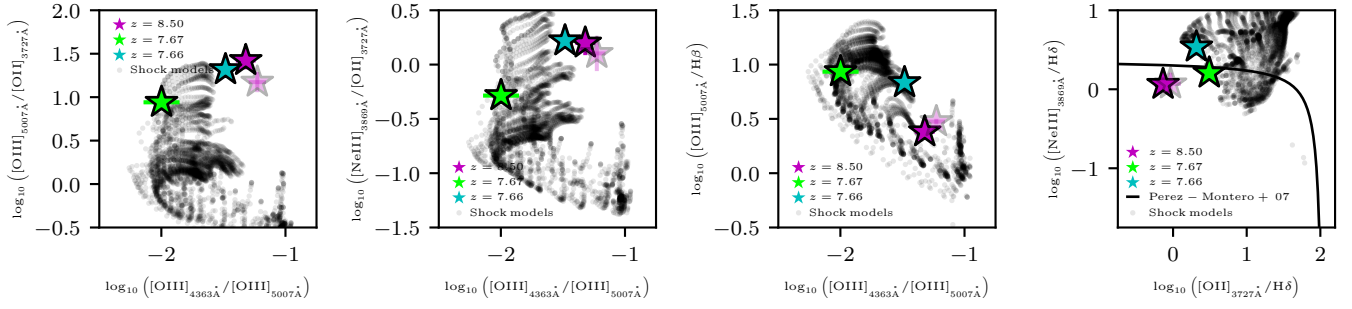 log₁₀ ([OIII]₅₀₀₇Å/[OII]₃₇₂₇Å)
2.0
1.5
1.0
0.5
0.0
−0.5
z = 8.50
z = 7.67
z = 7.66
Shock models
−2
−1
log₁₀ ([OIII]₄₃₆₃Å/[OIII]₅₀₀₇Å)
log₁₀ ([NeIII]₃₈₆₉Å/[OII]₃₇₂₇Å)
0.5
0.0
−0.5
−1.0
−1.5
z = 8.50
z = 7.67
z = 7.66
Shock models
−2
−1
log₁₀ ([OIII]₄₃₆₃Å/[OIII]₅₀₀₇Å)
log₁₀ ([OIII]₅₀₀₇Å/Hβ)
1.5
1.0
0.5
0.0
−0.5
z = 8.50
z = 7.67
z = 7.66
Shock models
−2
−1
log₁₀ ([OIII]₄₃₆₃Å/[OIII]₅₀₀₇Å)
log₁₀ ([NeIII]₃₈₆₉Å/Hδ)
1
0
−1
z = 8.50
z = 7.67
z = 7.66
Perez − Montero + 07
Shock models
0
1
2
log₁₀ ([OII]₃₇₂₇Å/Hδ)